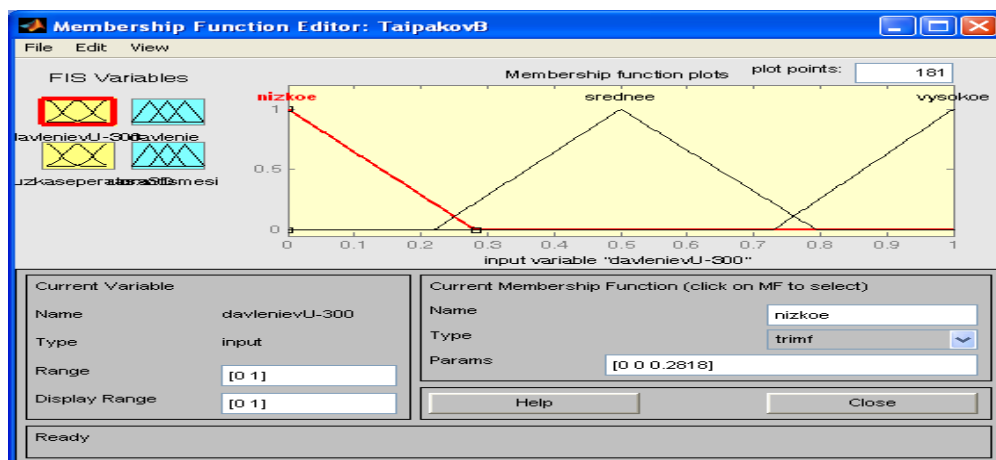 Membership Function Editor: TaipakovB
File Edit View
FIS Variables
Membership function plots
plot points:
181
nizkoe
srednee
vysokoe
1
0.5
0
0 0.1 0.2 0.3 0.4 0.5 0.6 0.7 0.8 0.9 1
input variable "davlenievU-300"
Current Variable
Name davlenievU-300
Type input
Range [0 1]
Display Range [0 1]
Current Membership Function (click on MF to select)
Name nizkoe
Type trimf
Params [0 0 0.2818]
Help
Close
Ready